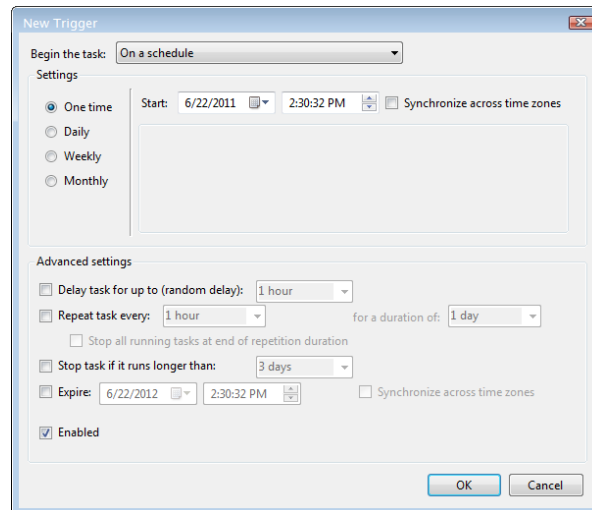 New Trigger
Begin the task: On a schedule
Settings
One time
Start: 6/22/2011 2:30:32 PM Synchronize across time zones
Daily
Weekly
Monthly
Advanced settings
Delay task for up to (random delay): 1 hour
Repeat task every: 1 hour for a duration of: 1 day
Stop all running tasks at end of repetition duration
Stop task if it runs longer than: 3 days
Expire: 6/22/2012 2:30:32 PM Synchronize across time zones
Enabled
OK Cancel